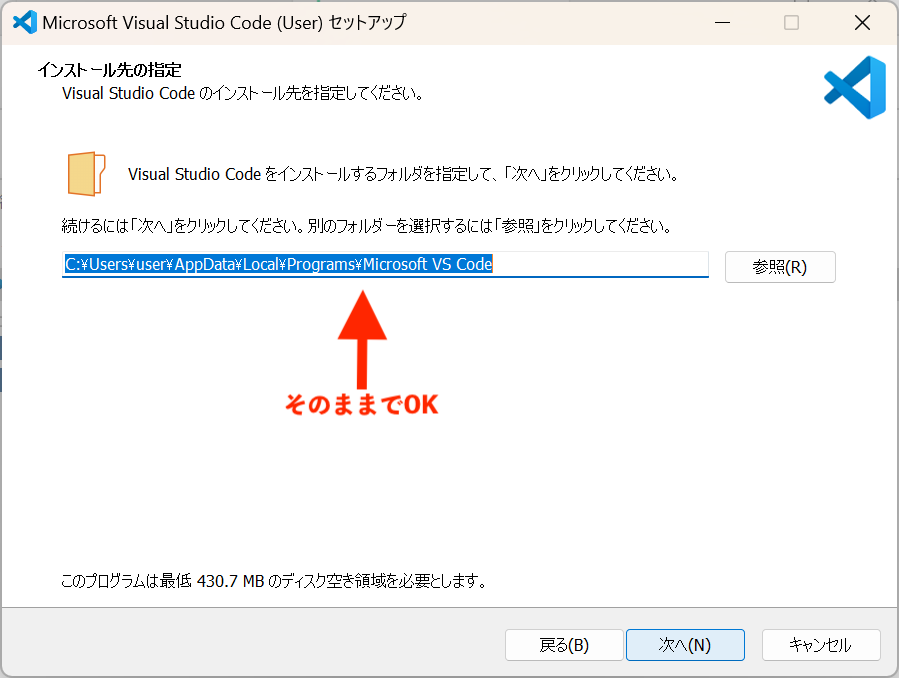 Microsoft Visual Studio Code (User) セットアップ
インストール先の指定
Visual Studio Code のインストール先を指定してください。
Visual Studio Code をインストールするフォルダを指定して、「次へ」をクリックしてください。
続けるには「次へ」をクリックしてください。別のフォルダーを選択するには「参照」をクリックしてください。
C:¥Users¥user¥AppData¥Local¥Programs¥Microsoft VS Code
参照(R)
そのままでOK
このプログラムは最低 430.7 MB のディスク空き領域を必要とします。
戻る(B)
次へ(N)
キャンセル